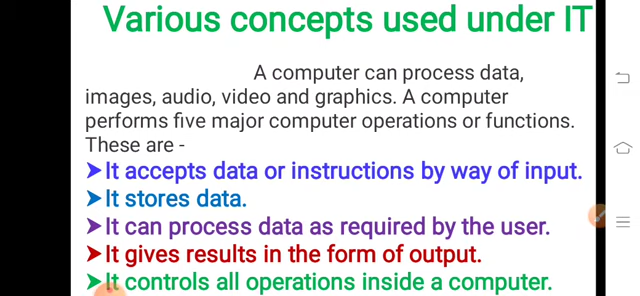 Various concepts used under IT
A computer can process data,
images, audio, video and graphics. A computer
performs five major computer operations or functions.
These are -
➤It accepts data or instructions by way of input.
➤It stores data.
➤It can process data as required by the user.
➤It gives results in the form of output.
➤It controls all operations inside a computer.